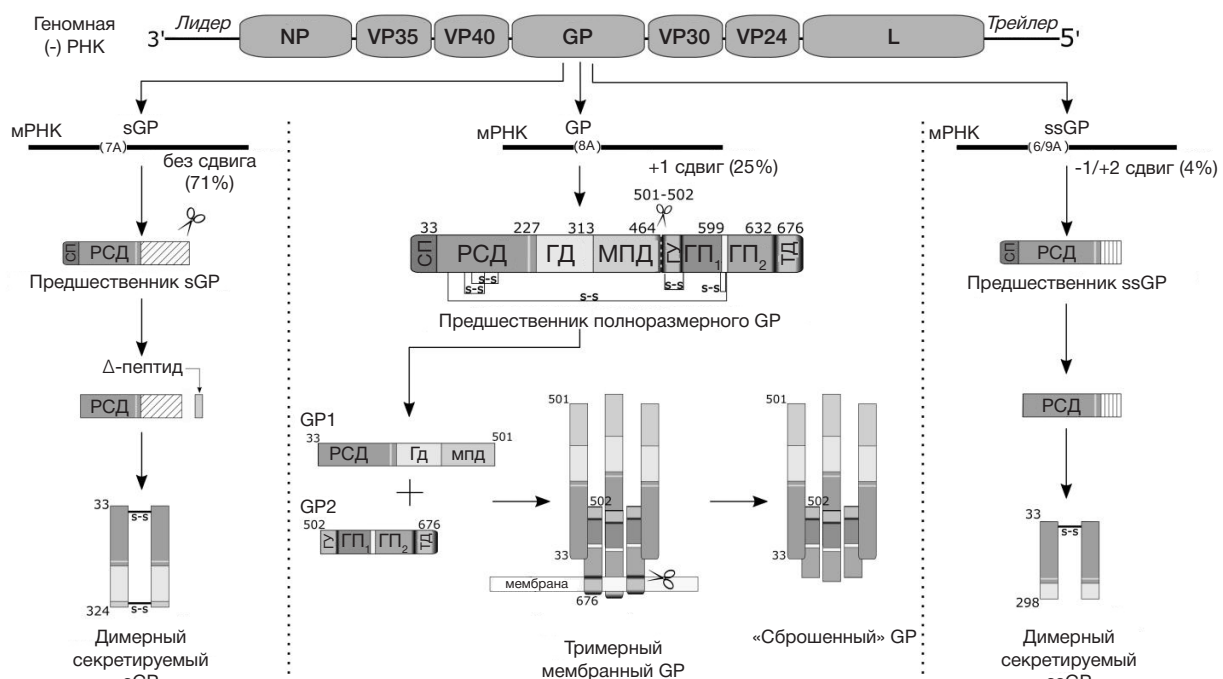 Геномная
(-) РНК
3'
Лидер
NP
VP35
VP40
GP
VP30
VP24
L
Трейлер
5'
мРНК
sGP
(7A)
без сдвига
(71%)
СП
РСД
Предшественник sGP
Δ-пептид
РСД
33
s-s
s-s
324
Димерный
секретируемый
мРНК
GP
(8A)
+1 сдвиг (25%)
501-502
33
227
313
464
599
632
676
СП
РСД
ГД
МПД
ГУ
ГП1
ГП2
ТД
s-s
s-s
s-s
s-s
s-s
Предшественник полноразмерного GP
GP1
33
501
РСД
Гд
мпд
+
GP2
502
676
ГУ
ГП1
ГП2
ТД
501
502
33
мембрана
676
Тримерный
мембранный GP
501
502
33
«Сброшенный» GP
мРНК
ssGP
(6/9A)
-1/+2 сдвиг (4%)
СП
РСД
Предшественник ssGP
РСД
33
s-s
298
Димерный
секретируемый